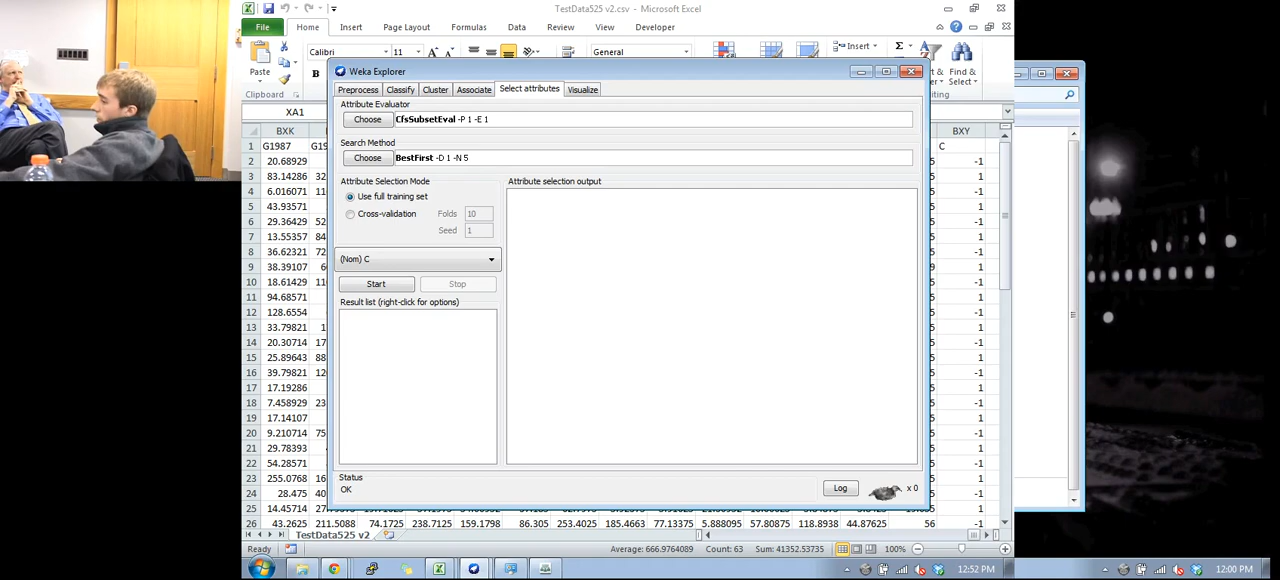 TestData525 v2.csv - Microsoft Excel
File Home Insert Page Layout Formulas Data Review View Developer
Calibri 11 General Insert Σ
Paste B Find &
Select
Clipboard
XA1
BXK BXY
1 G1987 C
2 20.68929 -1
3 83.14286 1
4 6.016071 -1
5 43.93571 1
6 29.36429 -1
7 13.55357 1
8 36.62321 -1
9 38.39107 1
10 18.61429 -1
11 94.68571 1
12 128.6554 -1
13 33.79821 1
14 20.30714 -1
15 25.89643 1
16 39.79821 -1
17 17.19286 1
18 7.458929 -1
19 17.14107 1
20 9.210714 -1
21 29.78393 1
22 54.28571 -1
23 255.0768 1
24 28.475 -1
25 14.45714 1
26 43.2625 211.5088 74.1725 238.7125 159.1798 86.305 253.4025 185.4663 77.13375 5.888095 57.80875 118.8938 44.87625 56 -1
TestData525 v2
Ready Average: 666.9764089 Count: 63 Sum: 41352.53735 100%
Weka Explorer
Preprocess Classify Cluster Associate Select attributes Visualize
Attribute Evaluator
Choose CfsSubsetEval -P 1 -E 1
Search Method
Choose BestFirst -D 1 -N 5
Attribute Selection Mode
Use full training set
Cross-validation Folds 10
Seed 1
(Nom) C
Start Stop
Result list (right-click for options)
Attribute selection output
Status
OK
Log x 0
12:52 PM
12:00 PM